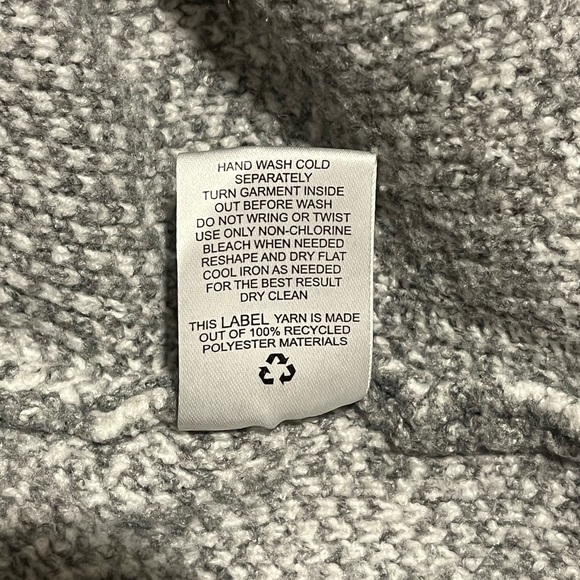 HAND WASH COLD
SEPARATELY
TURN GARMENT INSIDE
OUT BEFORE WASH
DO NOT WRING OR TWIST
USE ONLY NON-CHLORINE
BLEACH WHEN NEEDED
RESHAPE AND DRY FLAT
COOL IRON AS NEEDED
FOR THE BEST RESULT
DRY CLEAN
THIS LABEL YARN IS MADE
OUT OF 100% RECYCLED
POLYESTER MATERIALS